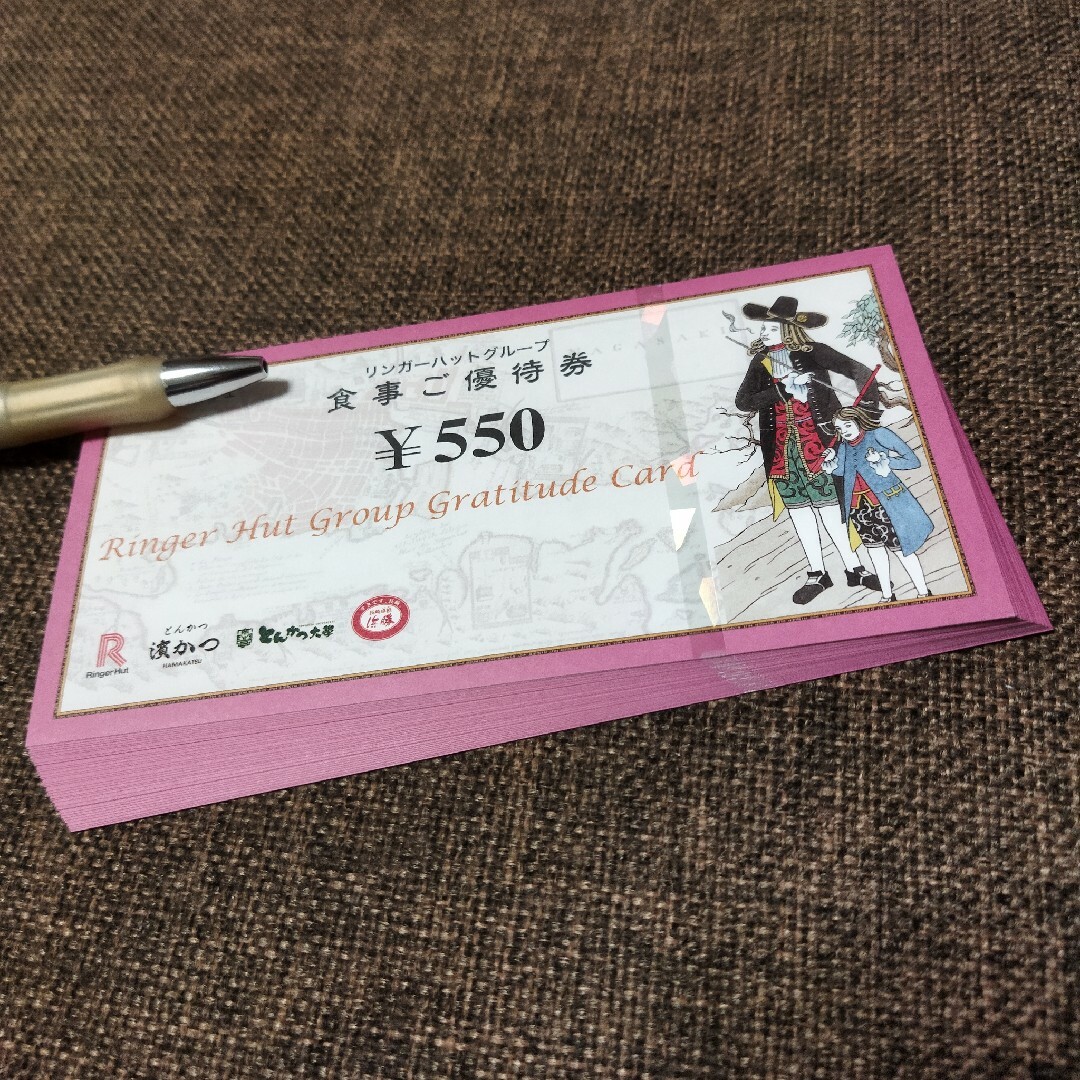 リンガーハットグループ
食事ご優待券
￥550
Ringer Hut Group Gratitude Card
R
Ringer Hut
とんかつ
濵かつ
HAMAKATSU
とんかつ大學